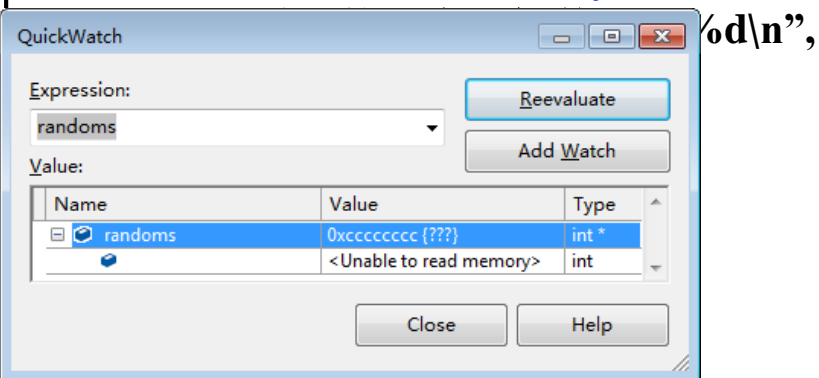 QuickWatch
%d\n”,
Expression:
Reevaluate
randoms
Add Watch
Value:
Name Value Type
randoms 0xcccccccc {???} int *
<Unable to read memory> int
Close Help